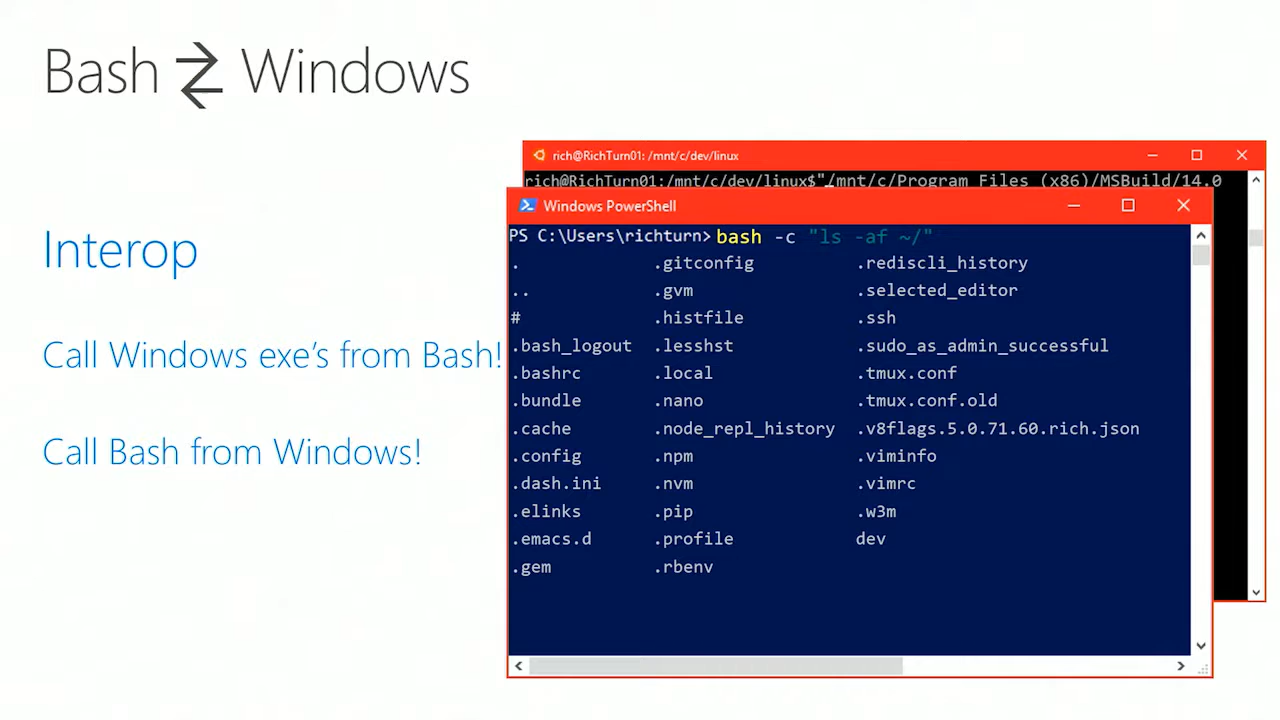 Bash ⇄ Windows
Interop
Call Windows exe's from Bash!
Call Bash from Windows!
rich@RichTurn01: /mnt/c/dev/linux
rich@RichTurn01:/mnt/c/dev/linux$"/mnt/c/Program Files (x86)/MSBuild/14.0
Windows PowerShell
PS C:\Users\richturn> bash -c "ls -af ~/"
. .gitconfig .rediscli_history
.. .gvm .selected_editor
# .histfile .ssh
.bash_logout .lesshst .sudo_as_admin_successful
.bashrc .local .tmux.conf
.bundle .nano .tmux.conf.old
.cache .node_repl_history .v8flags.5.0.71.60.rich.json
.config .npm .viminfo
.dash.ini .nvm .vimrc
.elinks .pip .w3m
.emacs.d .profile dev
.gem .rbenv